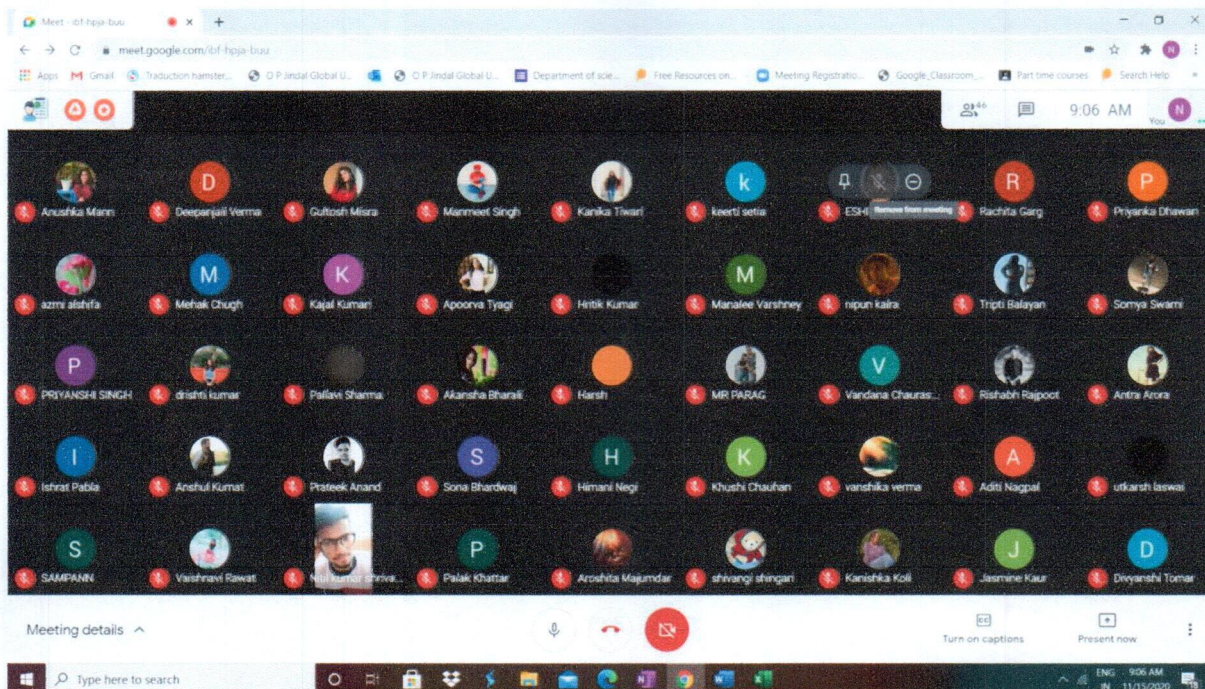 Meet - ibf-hpja-buu
meet.google.com/ibf-hpja-buu
N
Apps Gmail Traduction hamster... O P Jindal Global U... O P Jindal Global U... Department of scie... Free Resources on... Meeting Registratio... Google_Classroom_... Part time courses Search Help »
46 9:06 AM You N
D k R P
Anushka Mann Deepanjali Verma Guftosh Misra Manmeet Singh Kanika Tiwari keerti setia ESHI Remove from meeting Rachita Garg Priyanka Dhawan
M K M
azmi alshifa Mehak Chugh Kajal Kumari Apoorva Tyagi Hritik Kumar Manalee Varshney nipun kalra Tripti Balayan Somya Swami
P V
PRIYANSHI SINGH drishti kumar Pallavi Sharma Akansha Bharali Harsh MR PARAG Vandana Chauras... Rishabh Rajpoot Antra Arora
I S H K A
Ishrat Pabla Anshul Kumat Prateek Anand Sona Bhardwaj Himani Negi Khushi Chauhan vanshika verma Aditi Nagpal utkarsh laswai
S P J D
SAMPANN Vaishnavi Rawat kumar shriva... Palak Khattar Aroshita Majumdar shivangi shingari Kanishka Koli Jasmine Kaur Divyanshi Tomar
Meeting details Turn on captions Present now
Type here to search ENG 9:06 AM
IN 11/15/2020 18